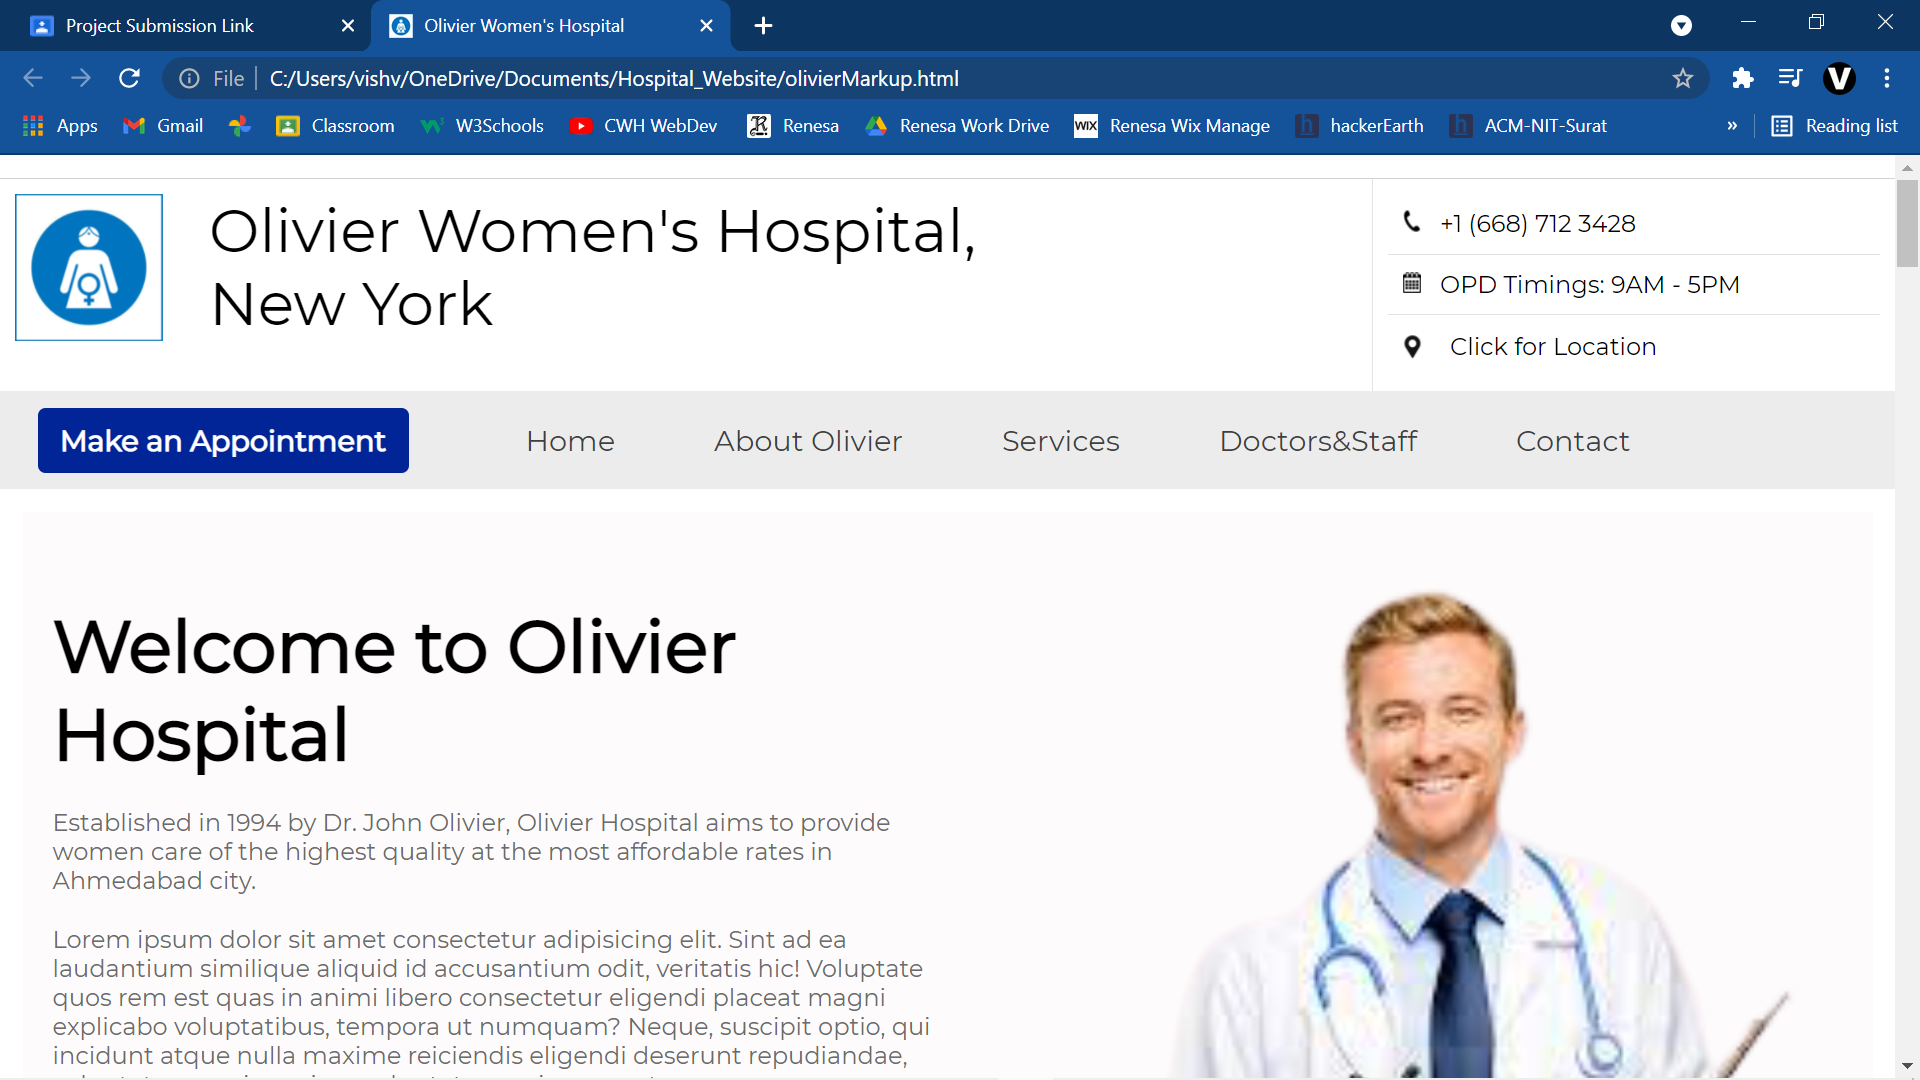 Project Submission Link
Olivier Women's Hospital
File
C:/Users/vishv/OneDrive/Documents/Hospital_Website/olivierMarkup.html
V
Apps
Gmail
Classroom
W3Schools
CWH WebDev
Renesa
Renesa Work Drive
WIX
Renesa Wix Manage
h
hackerEarth
h
ACM-NIT-Surat
»
Reading list
Olivier Women's Hospital,
New York
+1 (668) 712 3428
OPD Timings: 9AM - 5PM
Click for Location
Make an Appointment
Home
About Olivier
Services
Doctors&Staff
Contact
Welcome to Olivier
Hospital
Established in 1994 by Dr. John Olivier, Olivier Hospital aims to provide
women care of the highest quality at the most affordable rates in
Ahmedabad city.
Lorem ipsum dolor sit amet consectetur adipisicing elit. Sint ad ea
laudantium similique aliquid id accusantium odit, veritatis hic! Voluptate
quos rem est quas in animi libero consectetur eligendi placeat magni
explicabo voluptatibus, tempora ut numquam? Neque, suscipit optio, qui
incidunt atque nulla maxime reiciendis eligendi deserunt repudiandae,